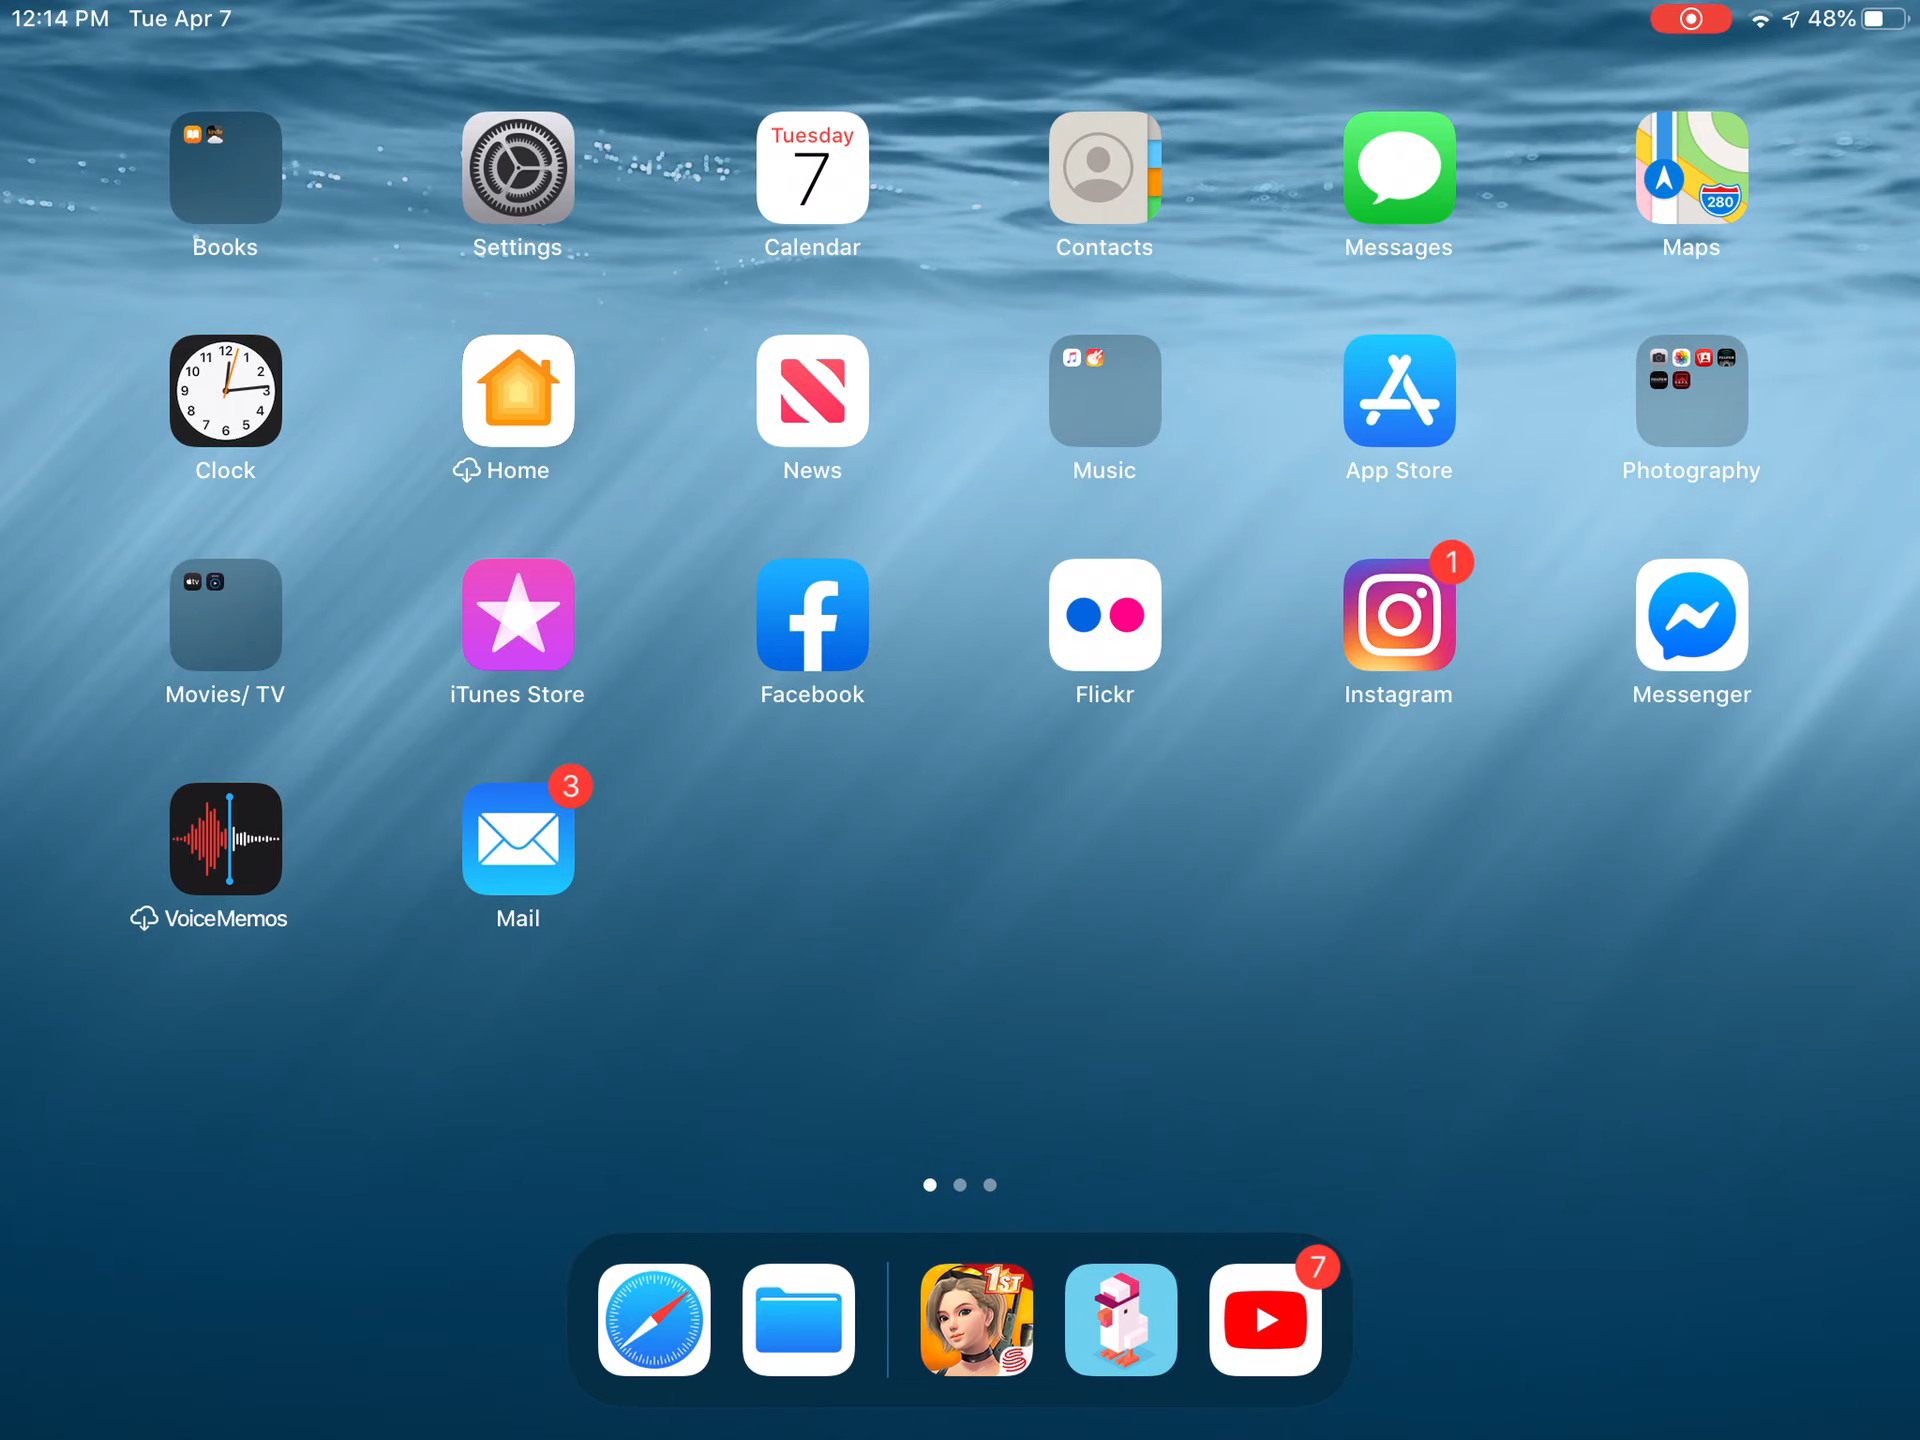 12:14 PM Tue Apr 7 48%
Tuesday
7
280
Books Settings Calendar Contacts Messages Maps
12
11 1
10 2
9 3
8 4
7 5
6
Clock Home News Music App Store Photography
tv
1
Movies/ TV iTunes Store Facebook Flickr Instagram Messenger
3
VoiceMemos Mail
7
1ST